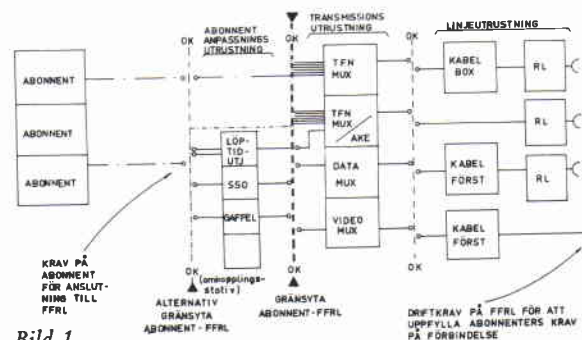 ABONNENT
ANPASSNINGS
UTRUSTNING
TRANSMISSIONS
UTRUSTNING
LINJEUTRUSTNING
OK
OK
OK
ABONNENT
ABONNENT
ABONNENT
TFN
MUX
TFN
MUX
AKE
DATA
MUX
VIDEO
MUX
LÖP-
TID-
UTJ
SSO
GAFFEL
KABEL
BOX
RL
RL
KABEL
FÖRST
RL
KABEL
FÖRST
OK
OK
OK
(omkopplings-
stativ)
KRAV PÅ
ABONNENT
FÖR ANSLUT-
NING TILL
FFRL
ALTERNATIV
GRÄNSYTA
ABONNENT-FFRL
GRÄNSYTA
ABONNENT-FFRL
DRIFTKRAV PÅ FFRL FÖR ATT
UPPFYLLA ABONNENTERS KRAV
PÅ FÖRBINDELSE
Bild 1